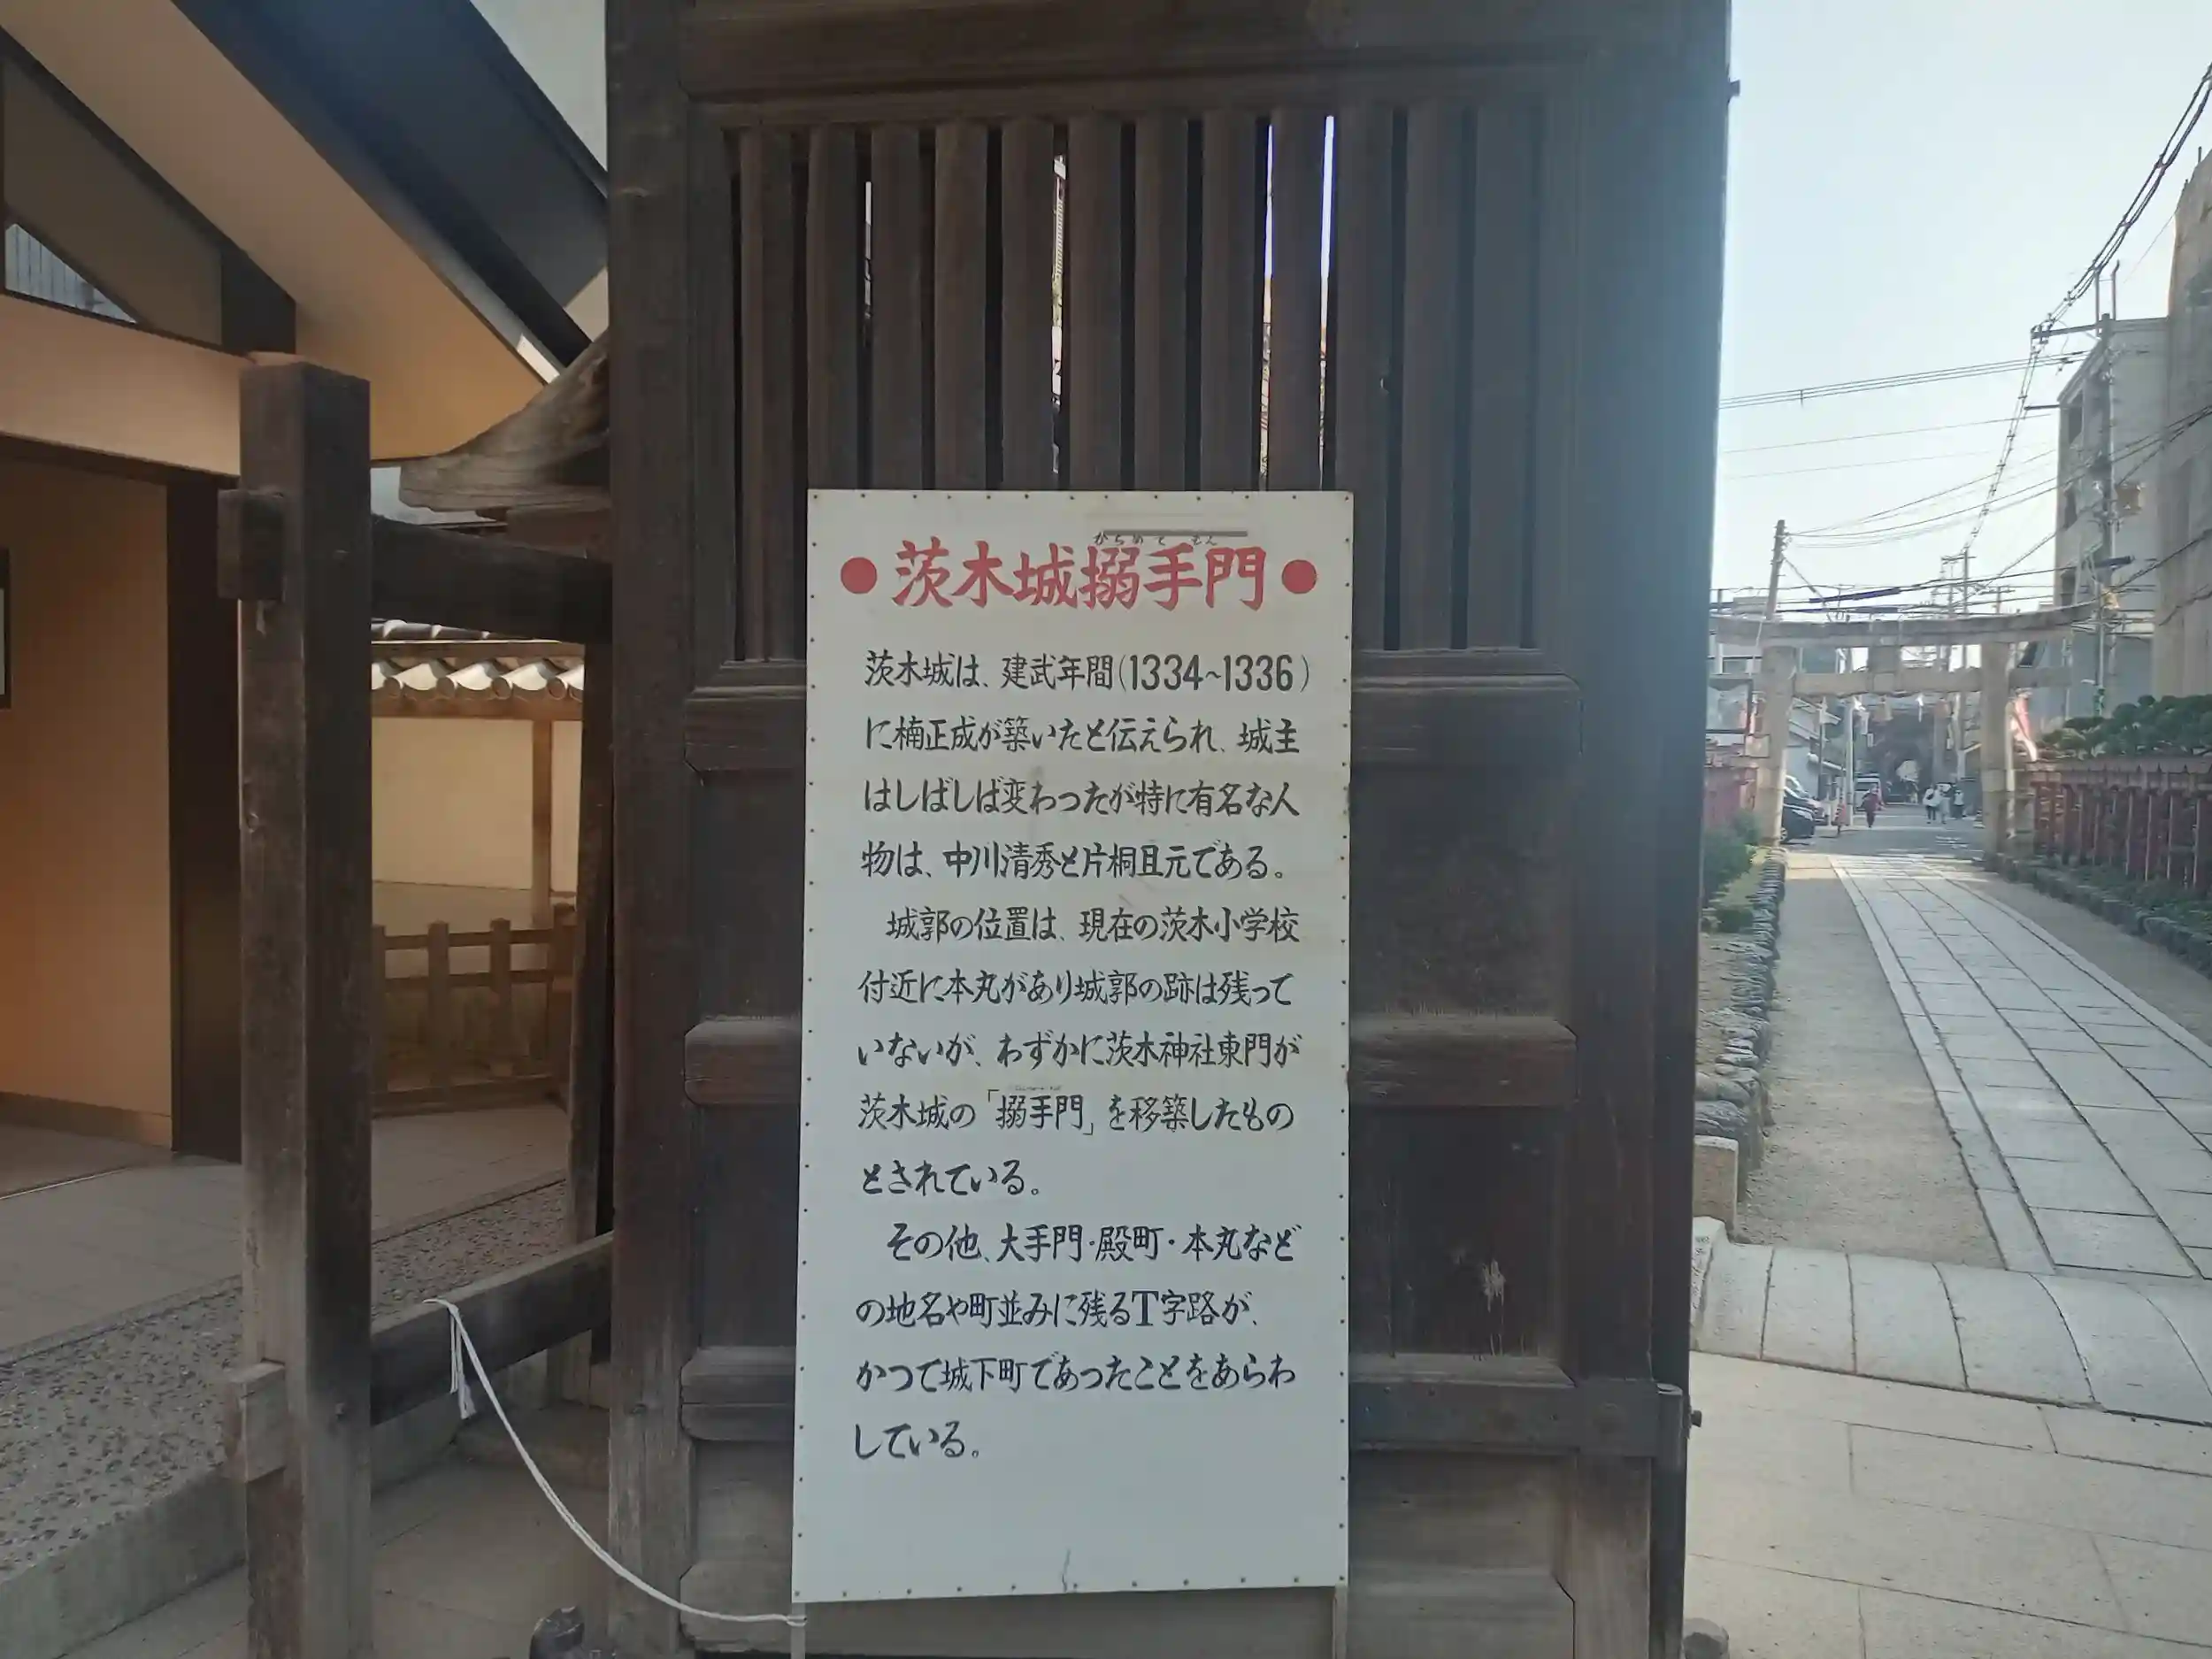 からめてもん
●茨木城搦手門●
茨木城は、建武年間(1334~1336)
に楠正成が築いたと伝えられ、城主
はしばしば変わったが特に有名な人
物は、中川清秀と片桐且元である。
城郭の位置は、現在の茨木小学校
付近に本丸があり城郭の跡は残って
いないが、わずかに茨木神社東門が
茨木城の「搦手門」を移築したもの
とされている。
その他、大手門・殿町・本丸など
の地名や町並みに残るT字路が、
かつて城下町であったことをあらわ
している。